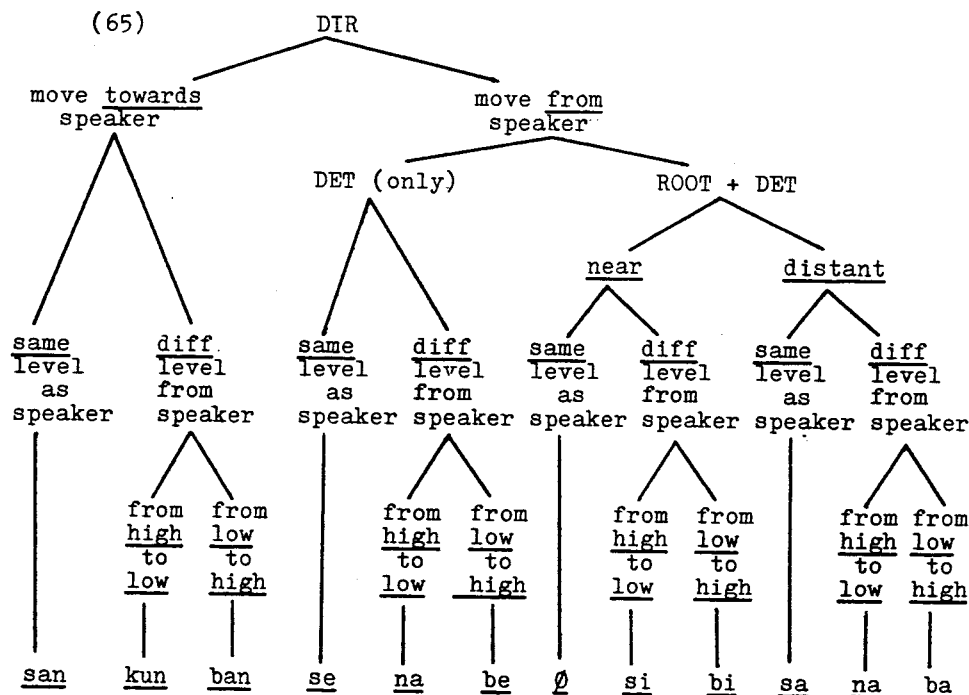 (65) DIR
move towards speaker
move from speaker
DET (only)
ROOT + DET
near
distant
same level as speaker
diff level from speaker
same level as speaker
diff level from speaker
same level as speaker
diff level from speaker
same level as speaker
diff level from speaker
from high to low
from low to high
from high to low
from low to high
from high to low
from low to high
from high to low
from low to high
san kun ban se na be Ø si bi sa na ba